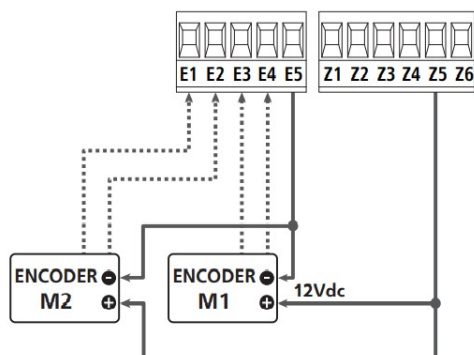 E1 E2 E3 E4 E5 Z1 Z2 Z3 Z4 Z5 Z6
ENCODER -
M2 +
ENCODER -
M1 +
12Vdc